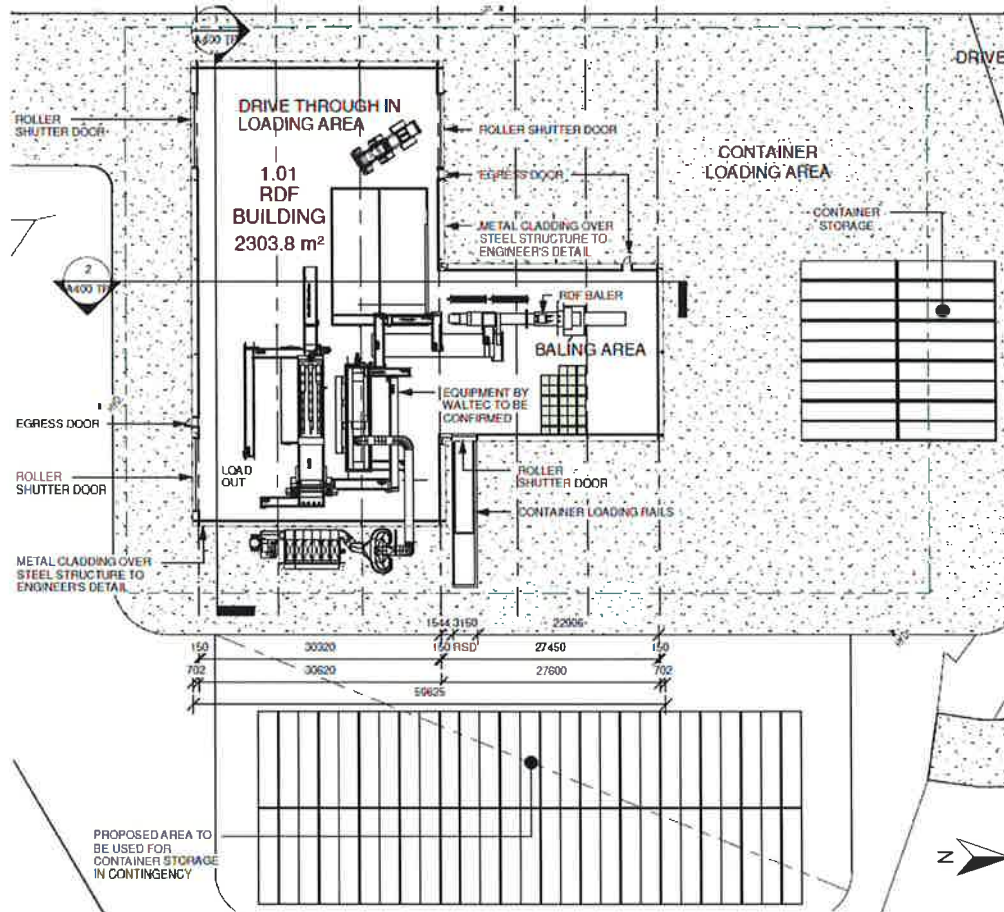 1
A400 TP
DRIVE
ROLLER
SHUTTER DOOR
DRIVE THROUGH IN
LOADING AREA
ROLLER SHUTTER DOOR
CONTAINER
LOADING AREA
1.01
RDF
BUILDING
2303.8 m²
EGRESS DOOR
METAL CLADDING OVER
STEEL STRUCTURE TO
ENGINEER'S DETAIL
CONTAINER
STORAGE
2
A400 TP
RDF BALER
BALING AREA
EQUIPMENT BY
WALTEC TO BE
CONFIRMED
EGRESS DOOR
LOAD
OUT
ROLLER
SHUTTER DOOR
ROLLER
SHUTTER DOOR
CONTAINER LOADING RAILS
METAL CLADDING OVER
STEEL STRUCTURE TO
ENGINEER'S DETAIL
1544 3150 22006
150 30320 150 RSD 27450 150
702 30620 27600 702
59625
PROPOSED AREA TO
BE USED FOR
CONTAINER STORAGE
IN CONTINGENCY
N